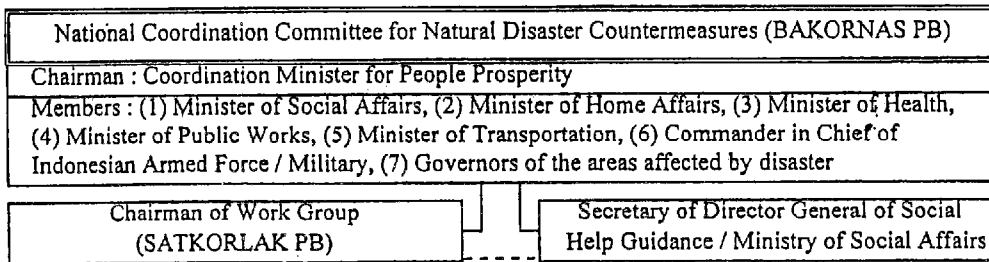 National Coordination Committee for Natural Disaster Countermeasures (BAKORNAS PB)
Chairman : Coordination Minister for People Prosperity
Members : (1) Minister of Social Affairs, (2) Minister of Home Affairs, (3) Minister of Health,
(4) Minister of Public Works, (5) Minister of Transportation, (6) Commander in Chief of
Indonesian Armed Force / Military, (7) Governors of the areas affected by disaster
Chairman of Work Group
(SATKORLAK PB)
Secretary of Director General of Social
Help Guidance / Ministry of Social Affairs